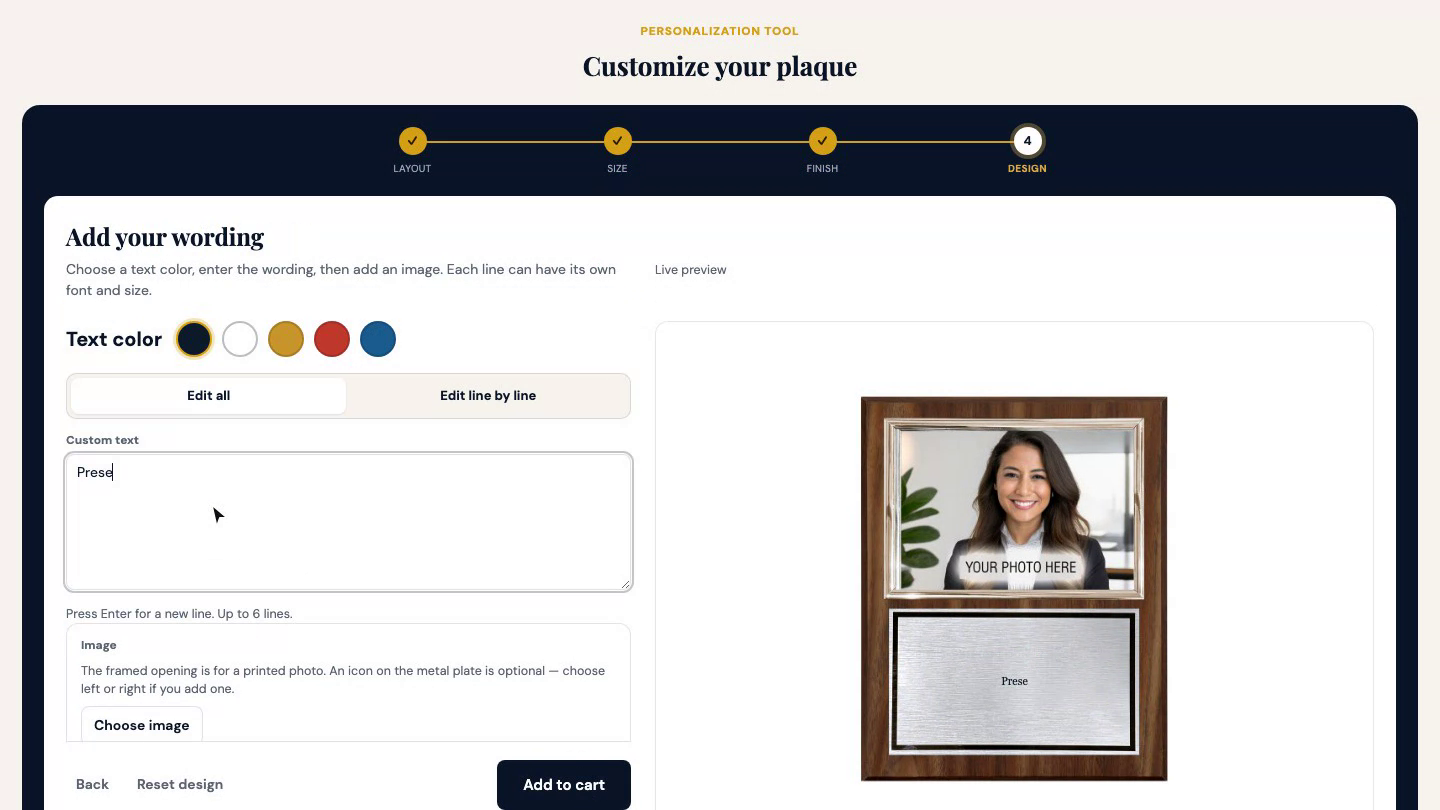 PERSONALIZATION TOOL
Customize your plaque
4
LAYOUT
SIZE
FINISH
DESIGN
Add your wording
Choose a text color, enter the wording, then add an image. Each line can have its own
font and size.
Live preview
Text color
Edit all
Edit line by line
Custom text
Prese
Press Enter for a new line. Up to 6 lines.
Image
The framed opening is for a printed photo. An icon on the metal plate is optional — choose
left or right if you add one.
Choose image
Back
Reset design
Add to cart
YOUR PHOTO HERE
Prese